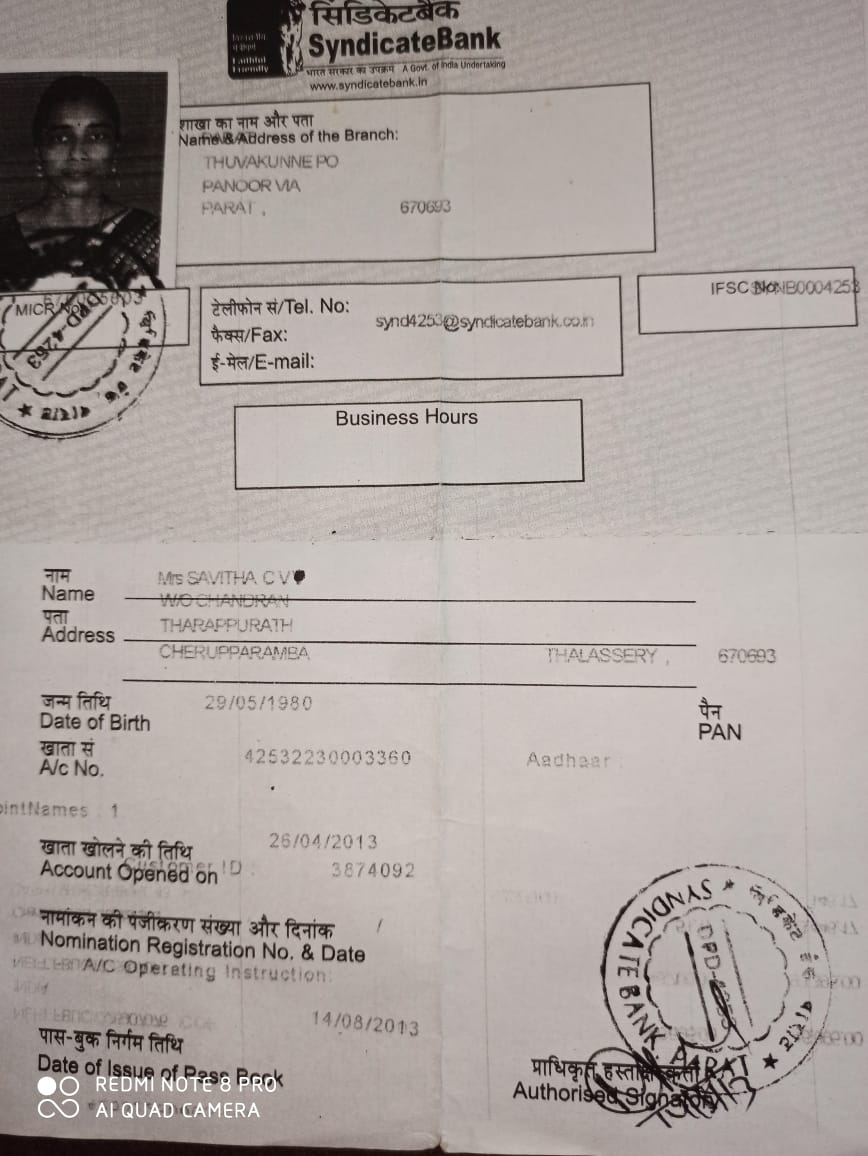 सिंडिकेटबैंक
SyndicateBank
भारत सरकार का उपक्रम A Govt. of India Undertaking
Faithful
Friendly
www.syndicatebank.in
शाखा का नाम और पता
Name & Address of the Branch:
THUVAKUNNE PO
PANOOR VIA
PARAT , 670693
MICR No
IFSC No SYNB0004253
टेलीफोन सं/Tel. No:
synd4253@syndicatebank.co.in
फैक्स/Fax:
ई-मेल/E-mail:
DPD-4253
Business Hours
नाम
Name Mrs SAVITHA C V
W/O CHANDRAN
पता
Address THARAPPURATH
CHERUPPARAMBA THALASSERY , 670693
जन्म तिथि
Date of Birth 29/05/1980
पैन
PAN
खाता सं
A/c No. 42532230003360 Aadhaar :
ointNames : 1
खाता खोलने की तिथि 26/04/2013
Account Opened on
Customer ID : 3874092
नामांकन की पंजीकरण संख्या और दिनांक /
Nomination Registration No. & Date
A/C Operating Instruction:
14/08/2013
पास-बुक निर्गम तिथि
Date of Issue of Pass Book
SYNDICATE BANK
PARAT
प्राधिकृत हस्ताक्षरकर्ता
Authorised Signatory
REDMI NOTE 8 PRO
AI QUAD CAMERA